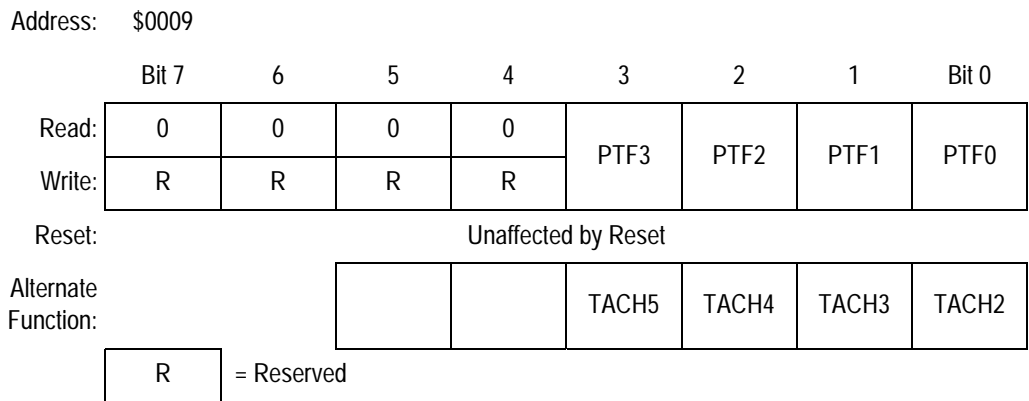 Address: $0009
Bit 7 6 5 4 3 2 1 Bit 0
Read: 0 0 0 0 PTF3 PTF2 PTF1 PTF0
Write: R R R R
Reset: Unaffected by Reset
Alternate Function: TACH5 TACH4 TACH3 TACH2
R = Reserved